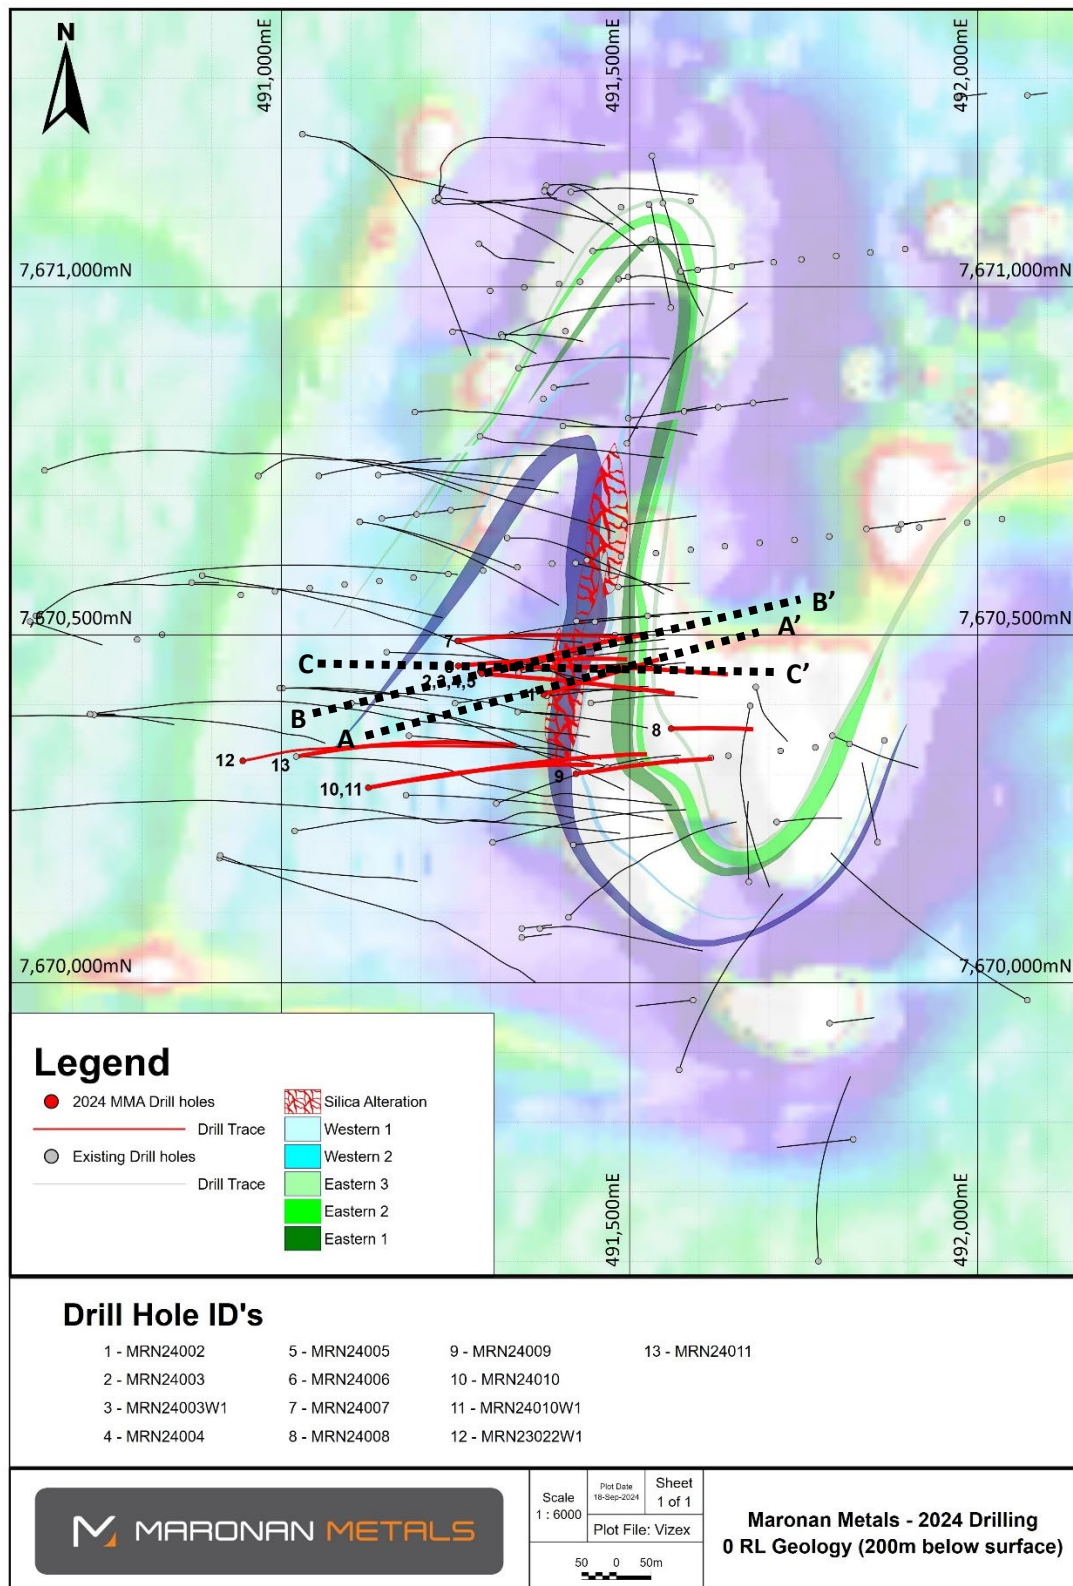 N
491,000mE
491,500mE
492,000mE
7,671,000mN
7,671,000mN
7,670,500mN
7,670,500mN
B'
A'
7
C
6
2,3,4,5
C'
1
B
A
8
12
13
9
10,11
7,670,000mN
7,670,000mN
491,500mE
492,000mE
Legend
2024 MMA Drill holes
Drill Trace
Existing Drill holes
Drill Trace
Silica Alteration
Western 1
Western 2
Eastern 3
Eastern 2
Eastern 1
Drill Hole ID's
1 - MRN24002
5 - MRN24005
9 - MRN24009
13 - MRN24011
2 - MRN24003
6 - MRN24006
10 - MRN24010
3 - MRN24003W1
7 - MRN24007
11 - MRN24010W1
4 - MRN24004
8 - MRN24008
12 - MRN23022W1
MARONAN METALS
Scale
1 : 6000
Plot Date
18-Sep-2024
Sheet
1 of 1
Plot File: Vizex
50 0 50m
Maronan Metals - 2024 Drilling
0 RL Geology (200m below surface)